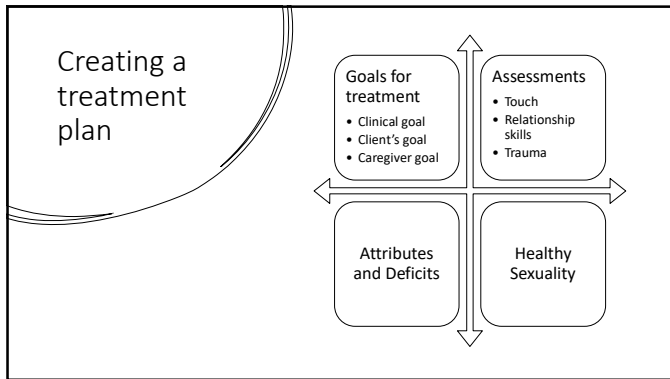 Creating a
treatment
plan
Goals for
treatment
• Clinical goal
• Client’s goal
• Caregiver goal
Assessments
• Touch
• Relationship
skills
• Trauma
Attributes
and Deficits
Healthy
Sexuality